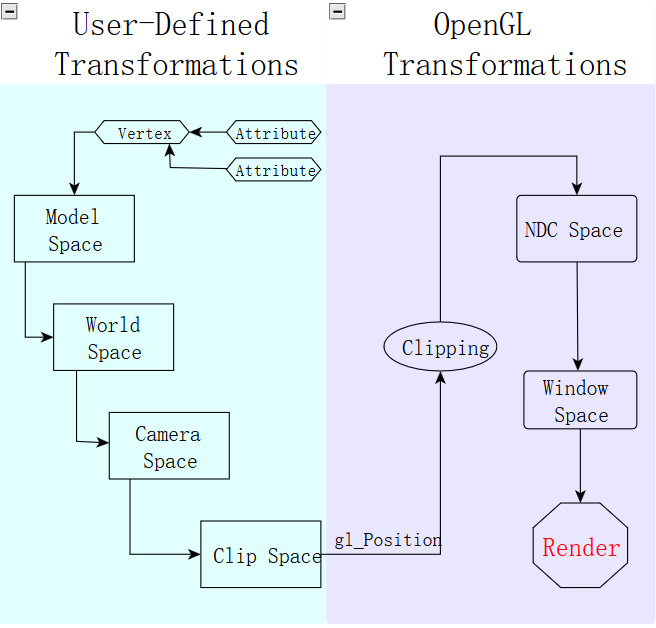 User-Defined
Transformations
Vertex
Attribute
Attribute
Model
Space
World
Space
Camera
Space
Clip Space
gl_Position
OpenGL
Transformations
Clipping
NDC Space
Window
Space
Render